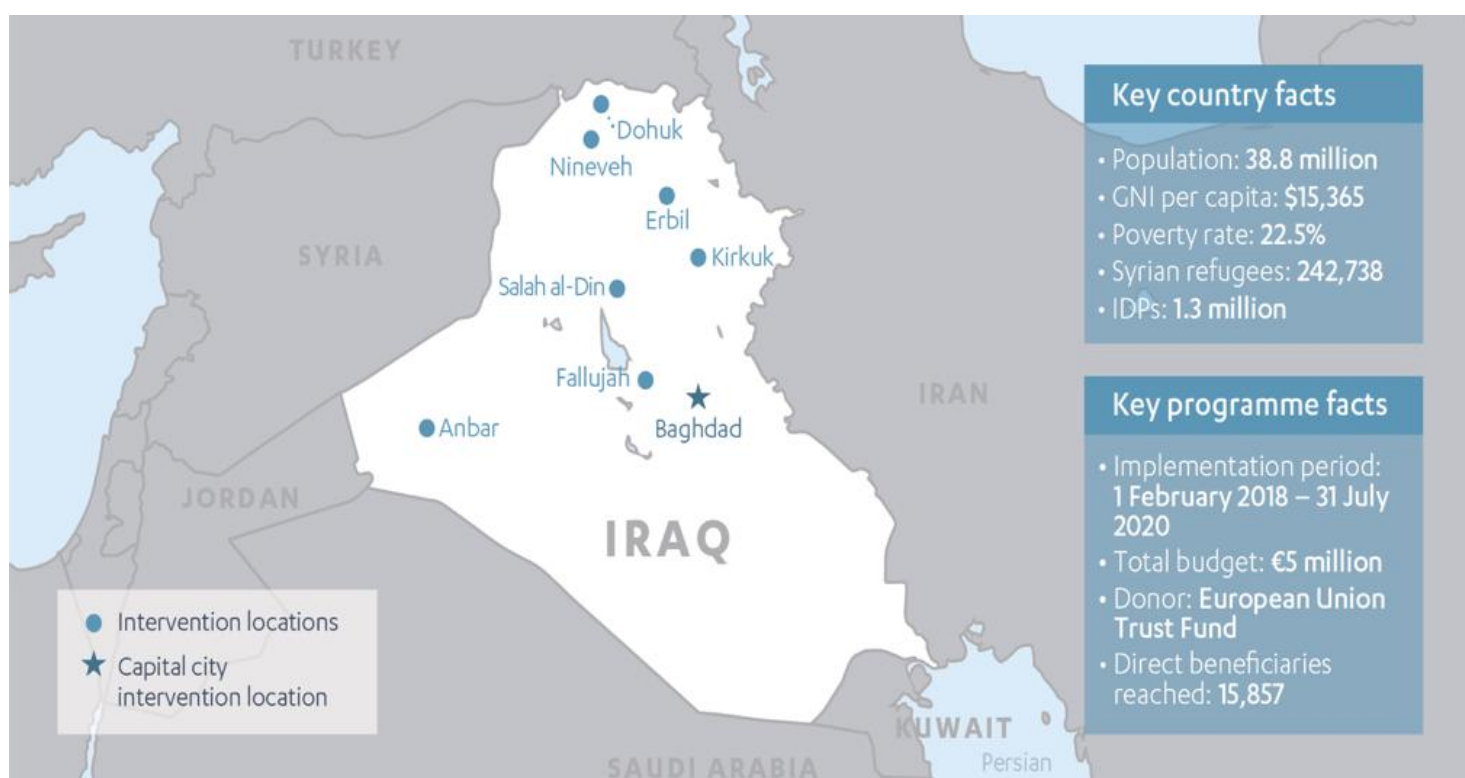 TURKEY
Dohuk
Nineveh
Erbil
SYRIA
Kirkuk
Salah al-Din
Fallujah
Baghdad
Anbar
IRAN
JORDAN
IRAQ
KUWAIT
Persian
SAUDI ARABIA
Intervention locations
Capital city
intervention location
Key country facts
• Population: 38.8 million
• GNI per capita: $15,365
• Poverty rate: 22.5%
• Syrian refugees: 242,738
• IDPs: 1.3 million
Key programme facts
• Implementation period:
1 February 2018 – 31 July
2020
• Total budget: €5 million
• Donor: European Union
Trust Fund
• Direct beneficiaries
reached: 15,857